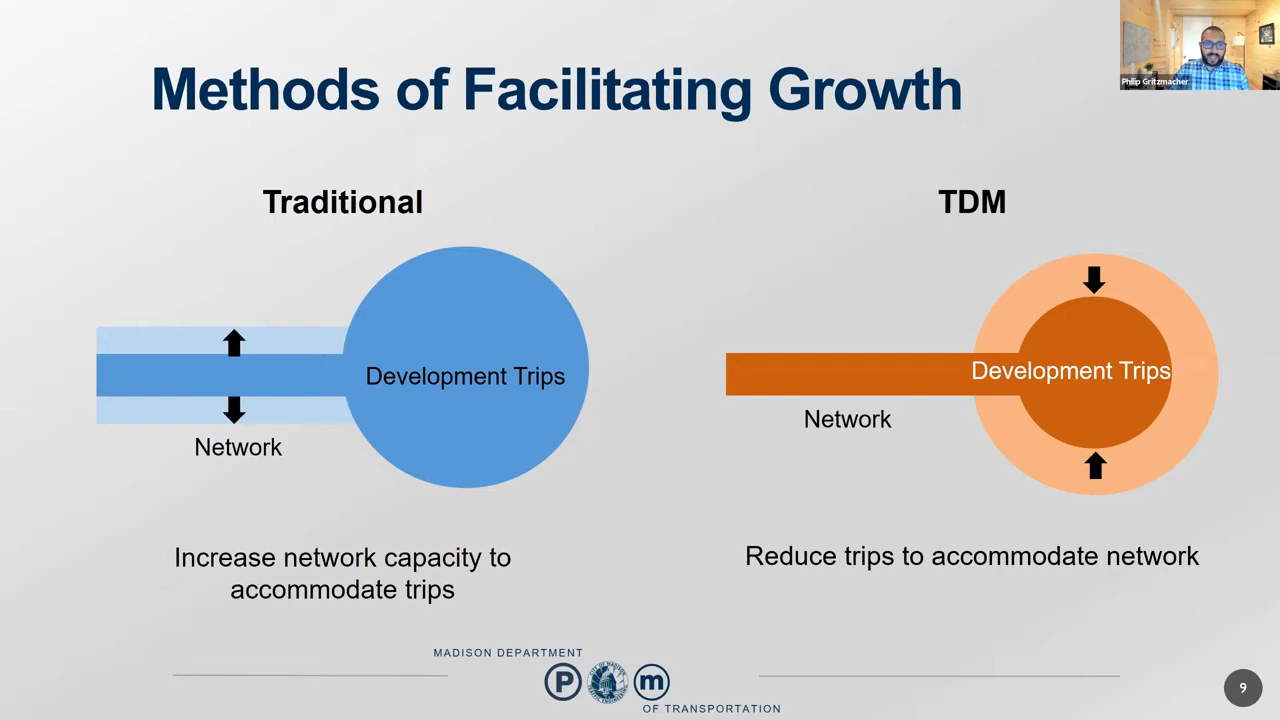 Methods of Facilitating Growth
Philip Gritzmacher
Traditional
TDM
Development Trips
Network
Development Trips
Network
Increase network capacity to
accommodate trips
Reduce trips to accommodate network
MADISON DEPARTMENT
P
m
OF TRANSPORTATION
9